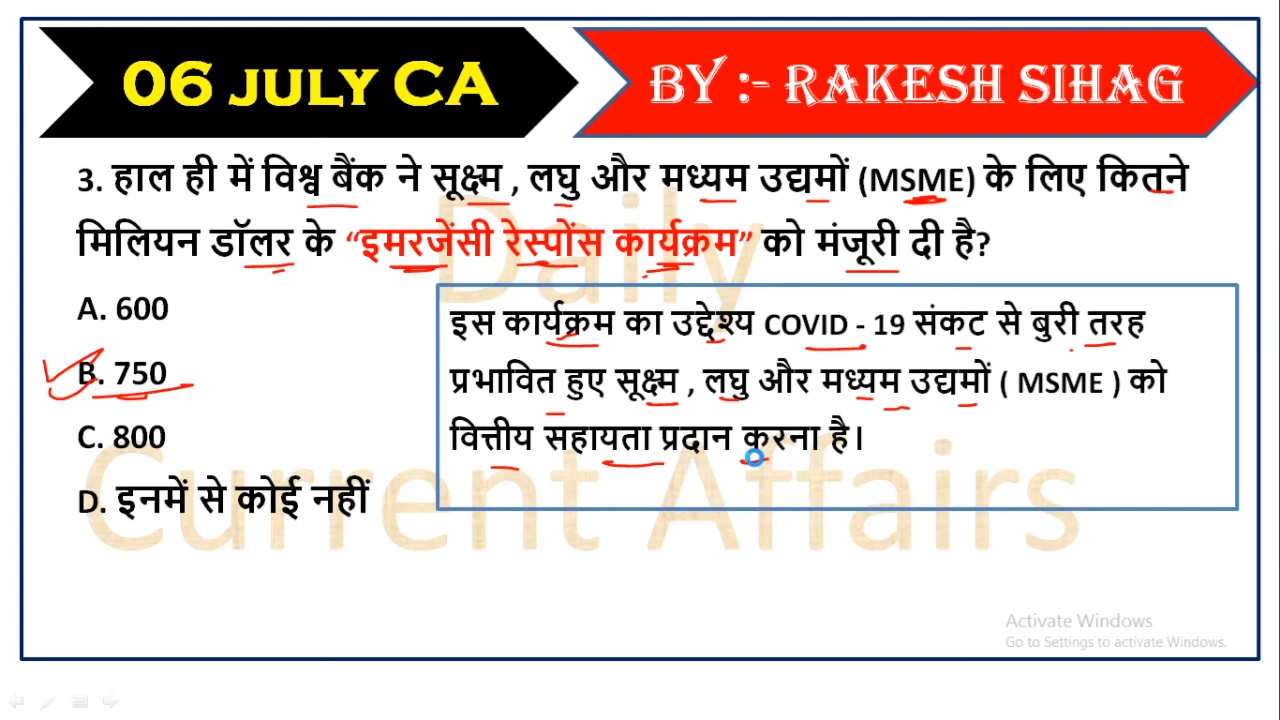 06 JULY CA
BY :- RAKESH SIHAG
3. हाल ही में विश्व बैंक ने सूक्ष्म , लघु और मध्यम उद्यमों (MSME) के लिए कितने
मिलियन डॉलर के “इमरजेंसी रेस्पोंस कार्यक्रम” को मंजूरी दी है?
A. 600
B. 750
C. 800
D. इनमें से कोई नहीं
इस कार्यक्रम का उद्देश्य COVID - 19 संकट से बुरी तरह
प्रभावित हुए सूक्ष्म , लघु और मध्यम उद्यमों ( MSME ) को
वित्तीय सहायता प्रदान करना है।
Daily
Current Affairs
Activate Windows
Go to Settings to activate Windows.